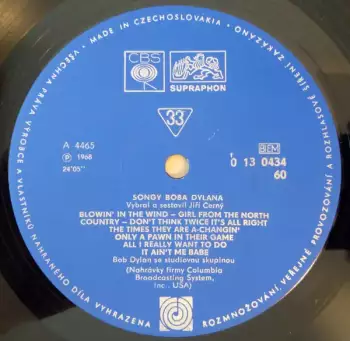 VŠECHNA PRÁVA VÝROBCE A VLASTNÍKŮ NAHRANÉHO DÍLA VYHRAZENA
• MADE IN CZECHOSLOVAKIA •
ROZMNOŽOVÁNÍ, VEŘEJNÉ PROVOZOVÁNÍ A ROZHLASOVÉ ŠÍŘENÍ ZAKÁZÁNY
CBS
SUPRAPHON
33
A 4465
Ⓟ 1968
24'05"
BIEM
0 13 0434
60
SONGY BOBA DYLANA
Vybral a sestavil Jiří Černý
BLOWIN' IN THE WIND – GIRL FROM THE NORTH
COUNTRY – DON'T THINK TWICE IT'S ALL RIGHT
THE TIMES THEY ARE A-CHANGIN'
ONLY A PAWN IN THEIR GAME
ALL I REALLY WANT TO DO
IT AIN'T ME BABE
Bob Dylan se studiovou skupinou
(Nahrávky firmy Columbia
Broadcasting System,
Inc., USA)